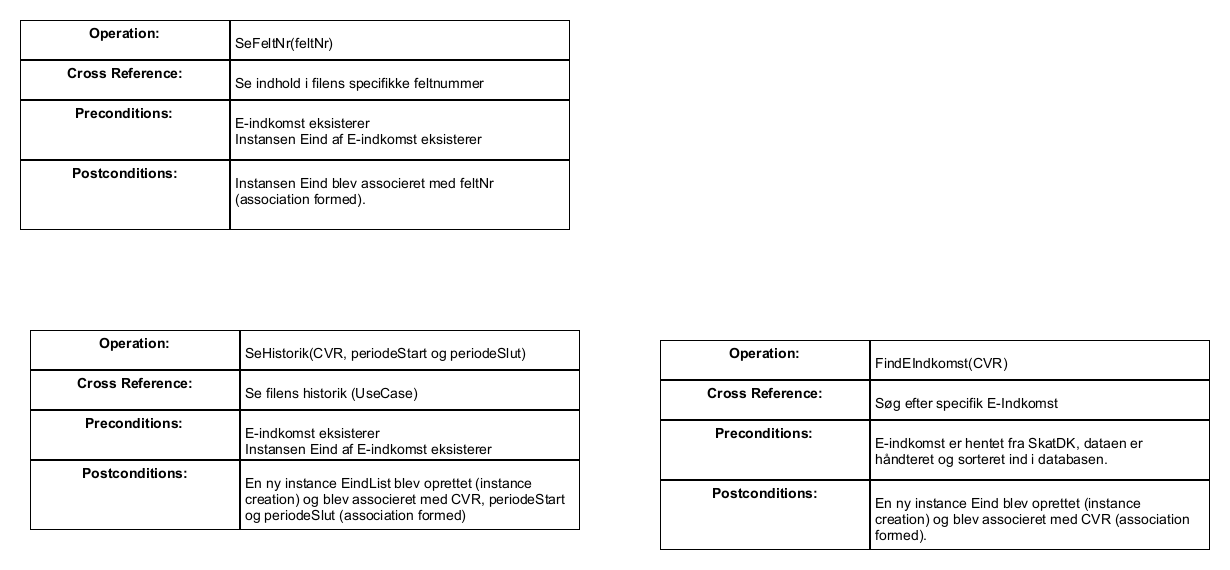 Operation:
SeFeltNr(feltNr)
Cross Reference:
Se indhold i filens specifikke feltnummer
Preconditions:
E-indkomst eksisterer
Instansen Eind af E-indkomst eksisterer
Postconditions:
Instansen Eind blev associeret med feltNr
(association formed).
Operation:
SeHistorik(CVR, periodeStart og periodeSlut)
Cross Reference:
Se filens historik (UseCase)
Preconditions:
E-indkomst eksisterer
Instansen Eind af E-indkomst eksisterer
Postconditions:
En ny instance EindList blev oprettet (instance
creation) og blev associeret med CVR, periodeStart
og periodeSlut (association formed)
Operation:
FindEIndkomst(CVR)
Cross Reference:
Søg efter specifik E-Indkomst
Preconditions:
E-indkomst er hentet fra SkatDK, dataen er
håndteret og sorteret ind i databasen.
Postconditions:
En ny instance Eind blev oprettet (instance
creation) og blev associeret med CVR (association
formed).